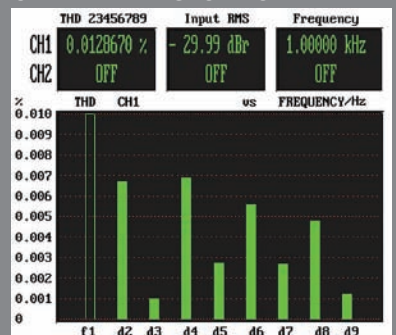 THD 23456789 Input RMS Frequency
CH1 0.0128670 % - 29.99 dBr 1.00000 kHz
CH2 OFF OFF OFF
% THD CH1 vs FREQUENCY/Hz
0.010
0.009
0.008
0.007
0.006
0.005
0.004
0.003
0.002
0.001
0
f1 d2 d3 d4 d5 d6 d7 d8 d9